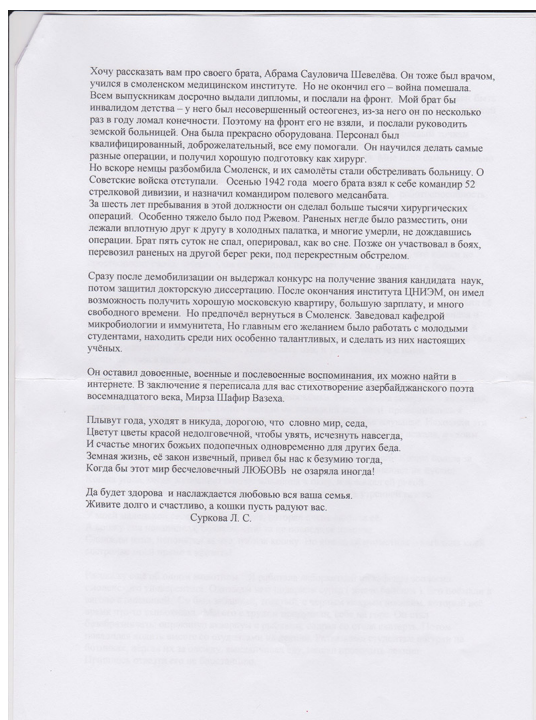 Хочу рассказать вам про своего брата, Абрама Сауловича Шевелёва. Он тоже был врачом,
учился в смоленском медицинском институте.  Но не окончил его – война помешала.
Всем выпускникам досрочно выдали дипломы, и послали на фронт.  Мой брат бы
инвалидом детства – у него был несовершенный остеогенез, из-за него он по несколько
раз в году ломал конечности. Поэтому на фронт его не взяли,  и послали руководить
земской больницей. Она была прекрасно оборудована. Персонал был
квалифицированный, доброжелательный, все ему помогали.  Он научился делать самые
разные операции, и получил хорошую подготовку как хирург.
Но вскоре немцы разбомбила Смоленск, и их самолёты стали обстреливать больницу. О
Советские войска отступали.  Осенью 1942 года  моего брата взял к себе командир 52
стрелковой дивизии, и назначил командиром полевого медсанбата.
За шесть лет пребывания в этой должности он сделал больше тысячи хирургических
операций.  Особенно тяжело было под Ржевом. Раненых негде было разместить, они
лежали вплотную друг к другу в холодных палатка, и многие умерли, не дождавшись
операции. Брат пять суток не спал, оперировал, как во сне. Позже он участвовал в боях,
перевозил раненых на другой берег реки, под перекрестным обстрелом.

Сразу после демобилизации он выдержал конкурс на получение звания кандидата  наук,
потом защитил докторскую диссертацию. После окончания института ЦНИЭМ, он имел
возможность получить хорошую московскую квартиру, большую зарплату, и много
свободного времени.  Но предпочёл вернуться в Смоленск. Заведовал кафедрой
микробиологии и иммунитета, Но главным его желанием было работать с молодыми
студентами, находить среди них особенно талантливых, и сделать из них настоящих
учёных.

Он оставил довоенные, военные и послевоенные воспоминания, их можно найти в
интернете. В заключение я переписала для вас стихотворение азербайджанского поэта
восемнадцатого века, Мирза Шафир Вазеха.

Плывут года, уходят в никуда, дорогою, что  словно мир, седа,
Цветут цветы красой недолговечной, чтобы увять, исчезнуть навсегда,
И счастье многих божьих подопечных одновременно для других беда.
Земная жизнь, её закон извечный, привел бы нас к безумию тогда,
Когда бы этот мир бесчеловечный ЛЮБОВЬ  не озаряла иногда!

Да будет здорова  и наслаждается любовью вся ваша семья.
Живите долго и счастливо, а кошки пусть радуют вас.
Суркова Л. С.